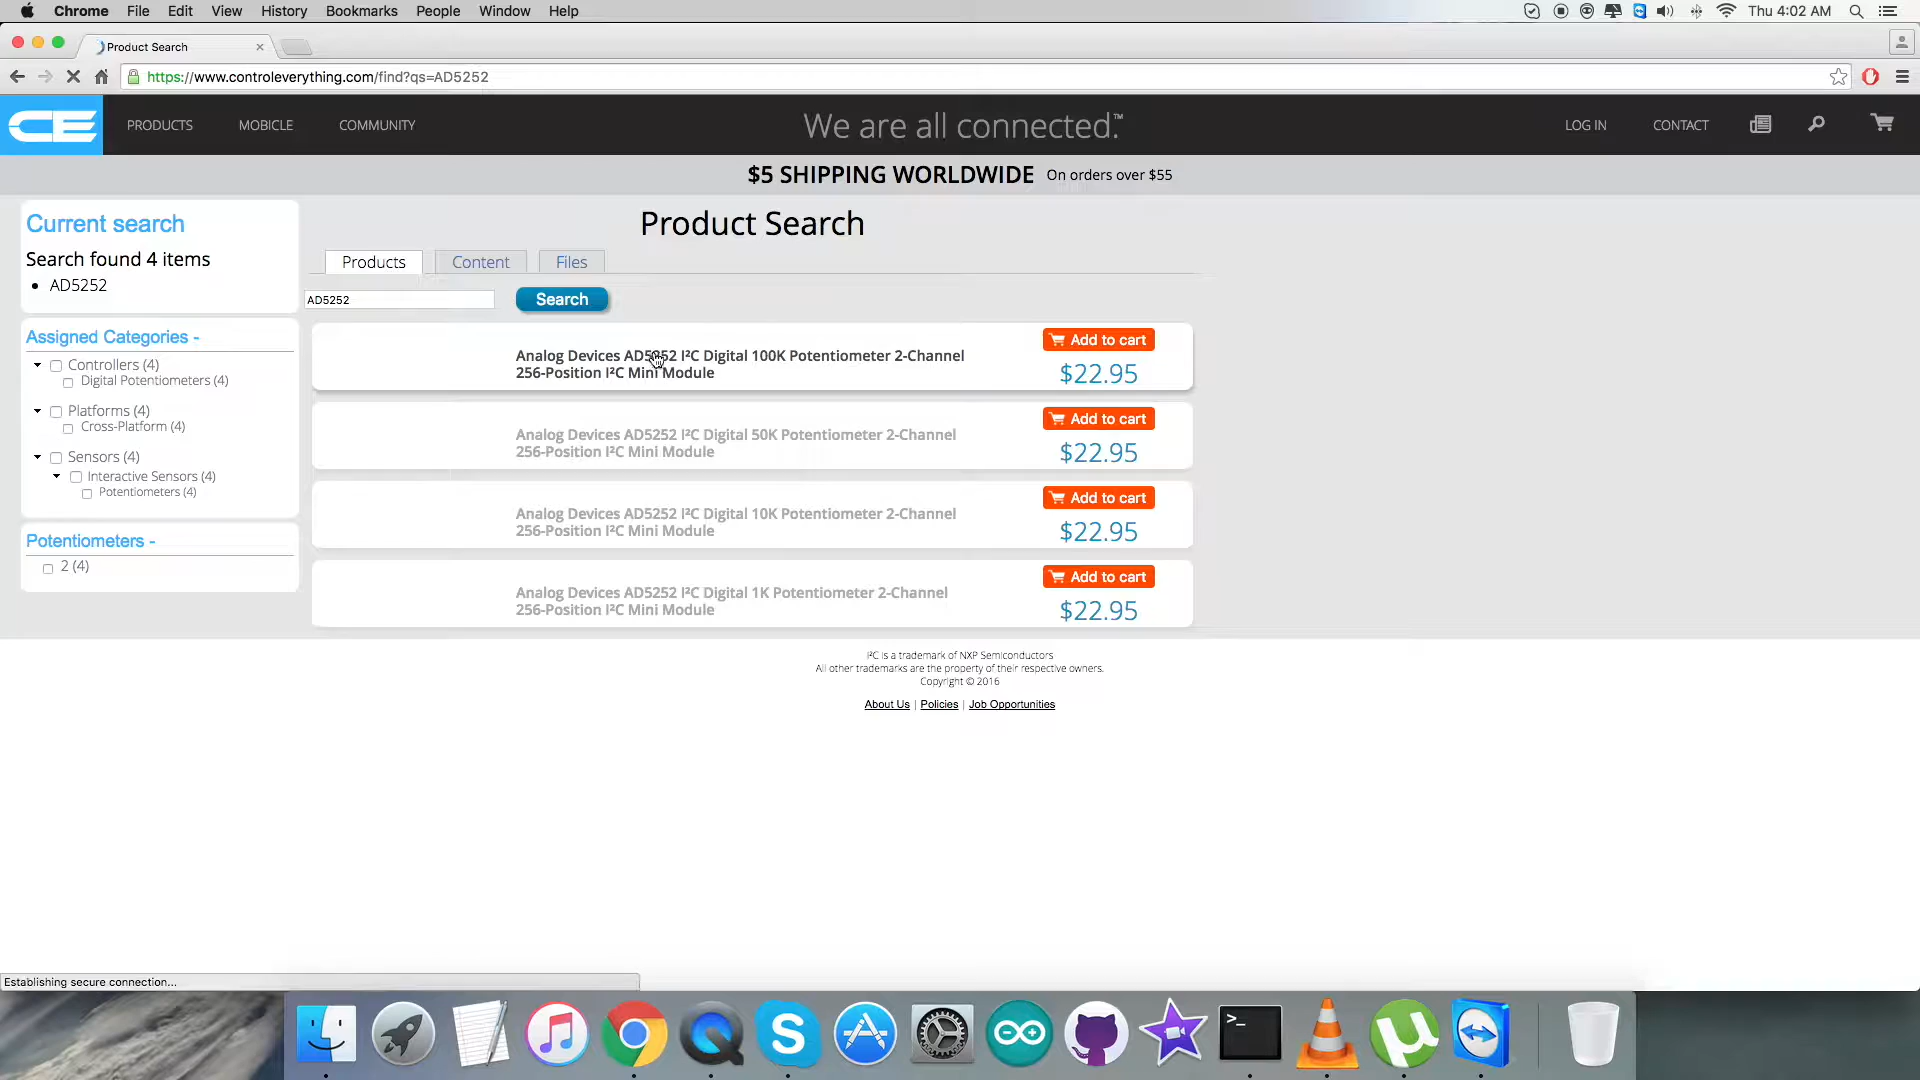 Chrome File Edit View History Bookmarks People Window Help Thu 4:02 AM
Product Search
https://www.controleverything.com/find?qs=AD5252
CE PRODUCTS MOBICLE COMMUNITY We are all connected.™ LOG IN CONTACT
$5 SHIPPING WORLDWIDE On orders over $55
Current search
Search found 4 items
AD5252
Assigned Categories -
Controllers (4)
Digital Potentiometers (4)
Platforms (4)
Cross-Platform (4)
Sensors (4)
Interactive Sensors (4)
Potentiometers (4)
Potentiometers -
2 (4)
Product Search
Products Content Files
AD5252 Search
Analog Devices AD5252 I²C Digital 100K Potentiometer 2-Channel
256-Position I²C Mini Module
Add to cart
$22.95
Analog Devices AD5252 I²C Digital 50K Potentiometer 2-Channel
256-Position I²C Mini Module
Add to cart
$22.95
Analog Devices AD5252 I²C Digital 10K Potentiometer 2-Channel
256-Position I²C Mini Module
Add to cart
$22.95
Analog Devices AD5252 I²C Digital 1K Potentiometer 2-Channel
256-Position I²C Mini Module
Add to cart
$22.95
I²C is a trademark of NXP Semiconductors
All other trademarks are the property of their respective owners.
Copyright © 2016
About Us | Policies | Job Opportunities
Establishing secure connection...